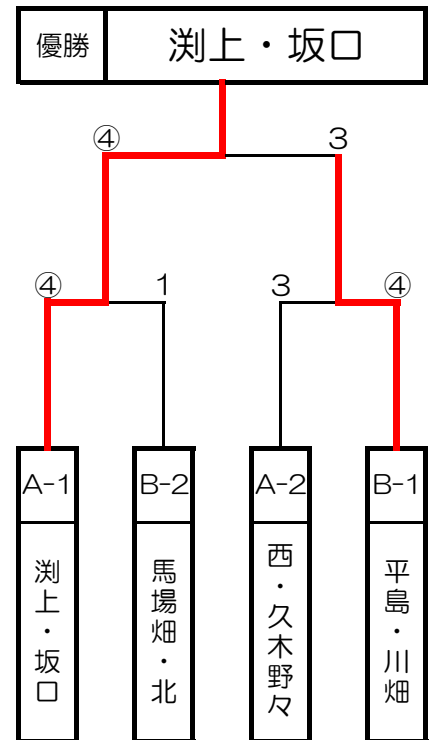 優勝 渕上・坂口
④ 3
④ 1 3 ④
A-1 B-2 A-2 B-1
渕上・坂口
馬場畑・北
西・久木野々
平島・川畑